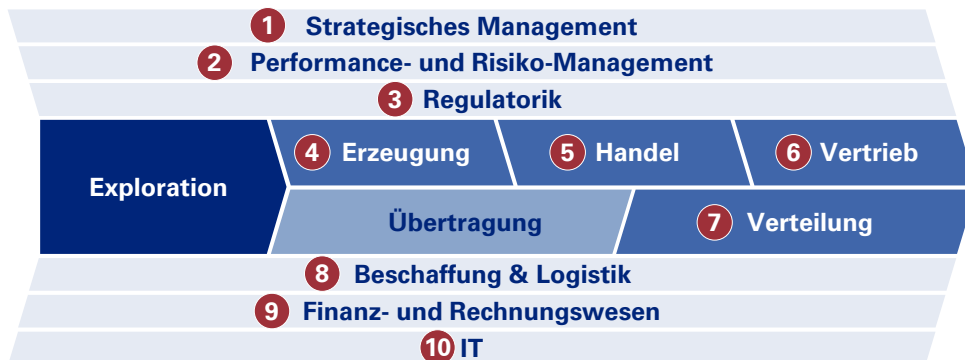 1 Strategisches Management
2 Performance- und Risiko-Management
3 Regulatorik
4 Erzeugung
5 Handel
6 Vertrieb
Exploration
Übertragung
7 Verteilung
8 Beschaffung & Logistik
9 Finanz- und Rechnungswesen
10 IT